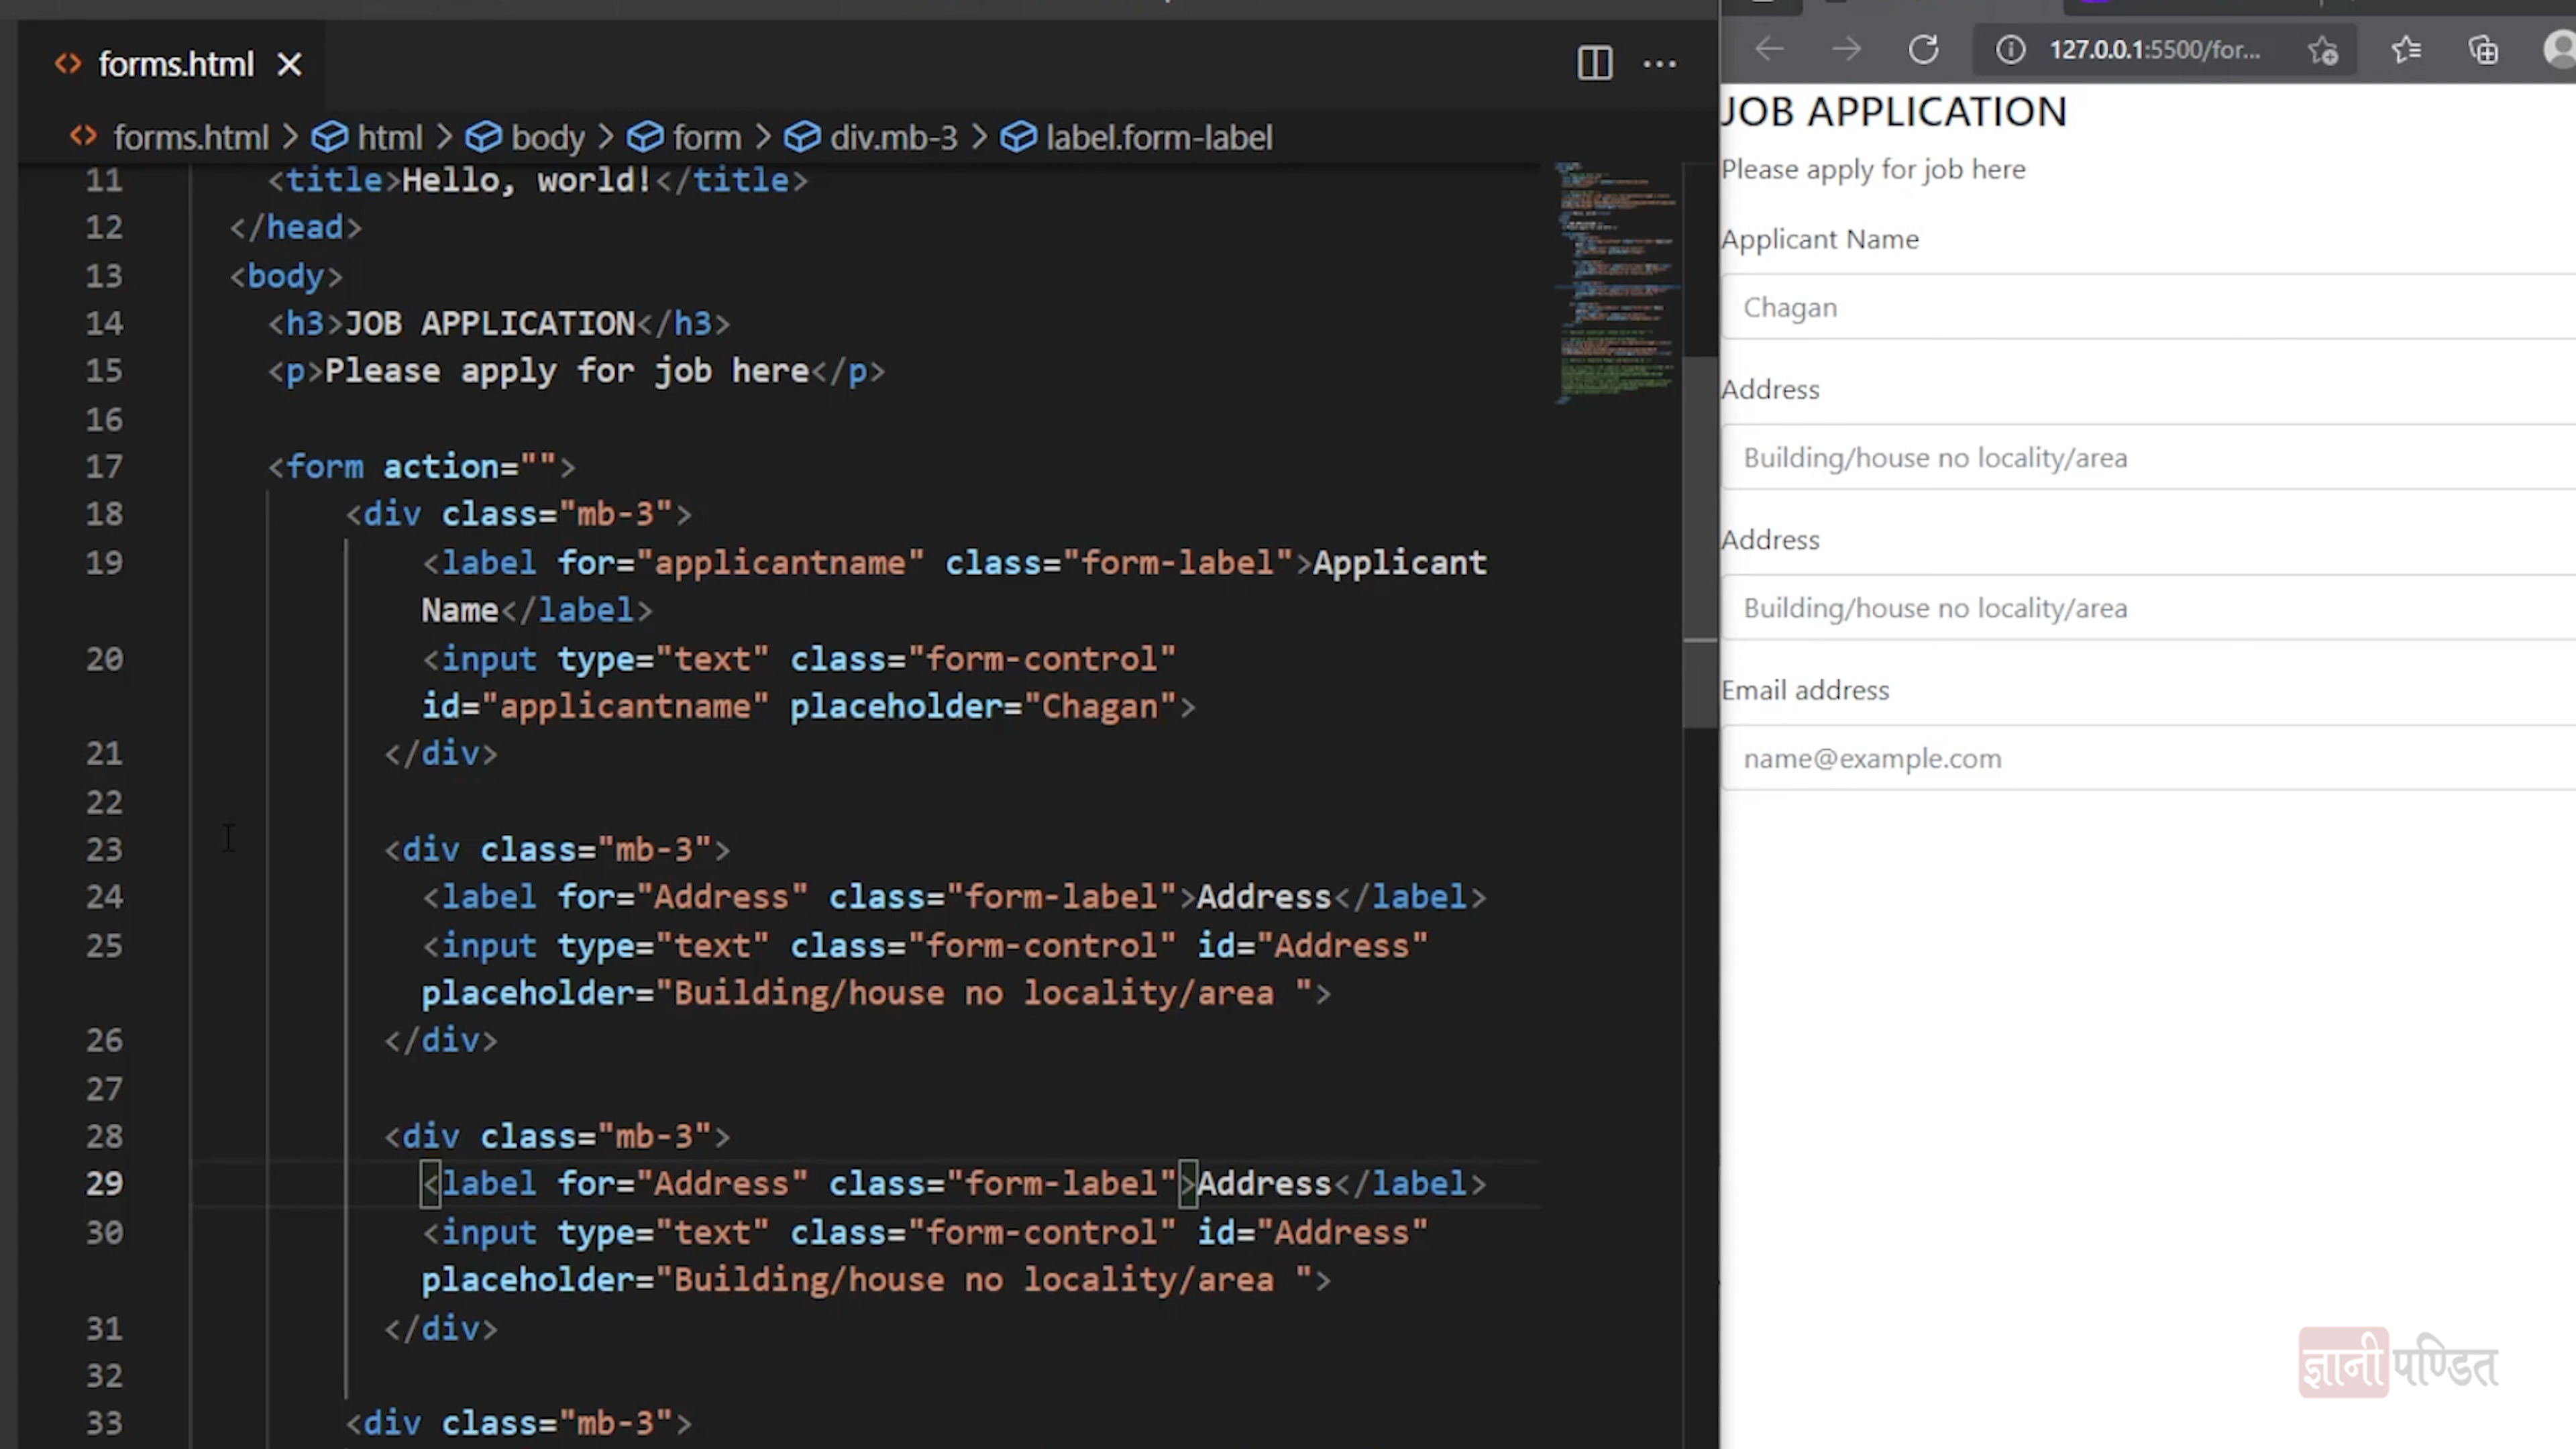 forms.html
forms.html > html > body > form > div.mb-3 > label.form-label
11 <title>Hello, world!</title>
12 </head>
13 <body>
14 <h3>JOB APPLICATION</h3>
15 <p>Please apply for job here</p>
16
17 <form action="">
18 <div class="mb-3">
19 <label for="applicantname" class="form-label">Applicant
Name</label>
20 <input type="text" class="form-control"
id="applicantname" placeholder="Chagan">
21 </div>
22
23 <div class="mb-3">
24 <label for="Address" class="form-label">Address</label>
25 <input type="text" class="form-control" id="Address"
placeholder="Building/house no locality/area ">
26 </div>
27
28 <div class="mb-3">
29 <label for="Address" class="form-label">Address</label>
30 <input type="text" class="form-control" id="Address"
placeholder="Building/house no locality/area ">
31 </div>
32
33 <div class="mb-3">
127.0.0.1:5500/for...
JOB APPLICATION
Please apply for job here
Applicant Name
Chagan
Address
Building/house no locality/area
Address
Building/house no locality/area
Email address
name@example.com
ज्ञानी पण्डित